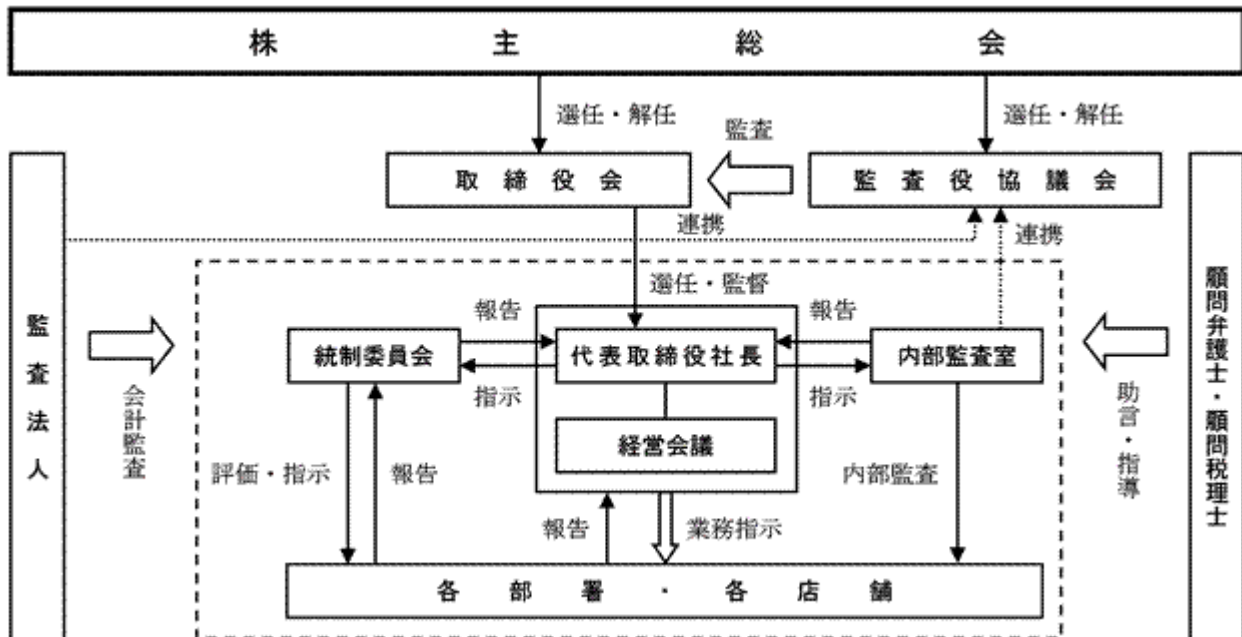 株主総会
選任・解任
選任・解任
監査
取締役会
監査役協議会
連携
連携
選任・監督
監査法人
会計監査
顧問弁護士・顧問税理士
助言・指導
報告
報告
統制委員会
代表取締役社長
内部監査室
指示
指示
経営会議
評価・指示
報告
内部監査
報告
業務指示
各部署・各店舗